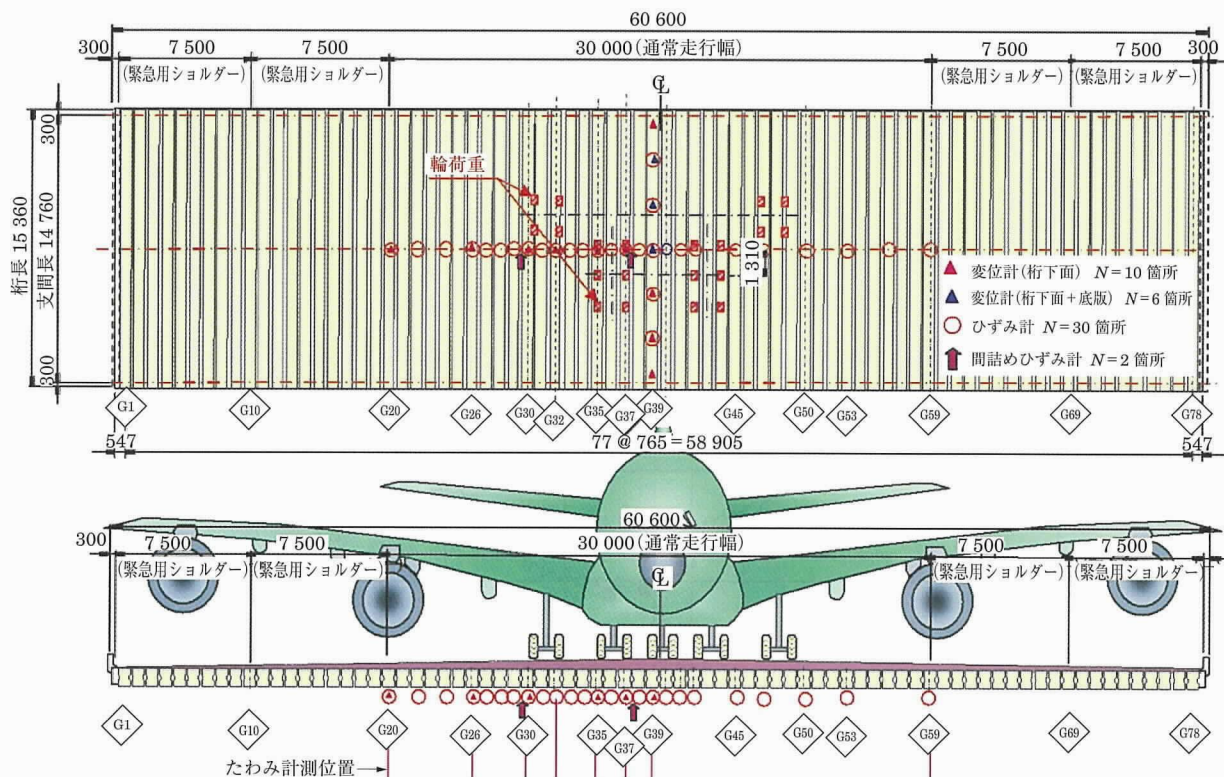 60 600
300 7 500 7 500 30 000(通常走行幅) 7 500 7 500 300
(緊急用ショルダー) (緊急用ショルダー) (緊急用ショルダー) (緊急用ショルダー)
℄
300
輪荷重
桁長 15 360
支間長 14 760
1 310
▲ 変位計(桁下面) N=10 箇所
▲ 変位計(桁下面+底版) N=6 箇所
○ ひずみ計 N=30 箇所
間詰めひずみ計 N=2 箇所
300
G1 G10 G20 G26 G30 G32 G35 G37 G39 G45 G50 G53 G59 G69 G78
547 77 @ 765=58 905 547
60 600
300 7 500 7 500 30 000(通常走行幅) 7 500 7 500
(緊急用ショルダー) (緊急用ショルダー) (緊急用ショルダー) (緊急用ショルダー)
℄
G1 G10 G20 G26 G30 G35 G37 G39 G45 G50 G53 G59 G69 G78
たわみ計測位置